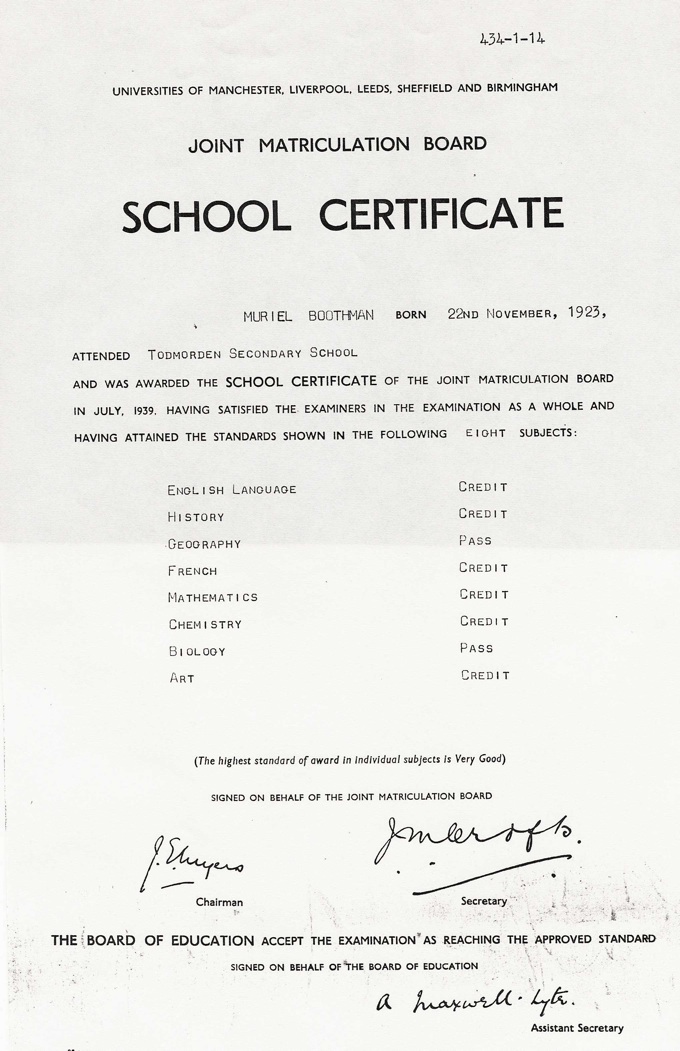 434-1-14
UNIVERSITIES OF MANCHESTER, LIVERPOOL, LEEDS, SHEFFIELD AND BIRMINGHAM
JOINT MATRICULATION BOARD
SCHOOL CERTIFICATE
MURIEL BOOTHMAN BORN 22ND NOVEMBER, 1923,
ATTENDED TODMORDEN SECONDARY SCHOOL
AND WAS AWARDED THE SCHOOL CERTIFICATE OF THE JOINT MATRICULATION BOARD
IN JULY, 1939, HAVING SATISFIED THE EXAMINERS IN THE EXAMINATION AS A WHOLE AND
HAVING ATTAINED THE STANDARDS SHOWN IN THE FOLLOWING EIGHT SUBJECTS:
ENGLISH LANGUAGE CREDIT
HISTORY CREDIT
GEOGRAPHY PASS
FRENCH CREDIT
MATHEMATICS CREDIT
CHEMISTRY CREDIT
BIOLOGY PASS
ART CREDIT
(The highest standard of award in individual subjects is Very Good)
SIGNED ON BEHALF OF THE JOINT MATRICULATION BOARD
Chairman Secretary
THE BOARD OF EDUCATION ACCEPT THE EXAMINATION AS REACHING THE APPROVED STANDARD
SIGNED ON BEHALF OF THE BOARD OF EDUCATION
A Maxwell-Lyte.
Assistant Secretary